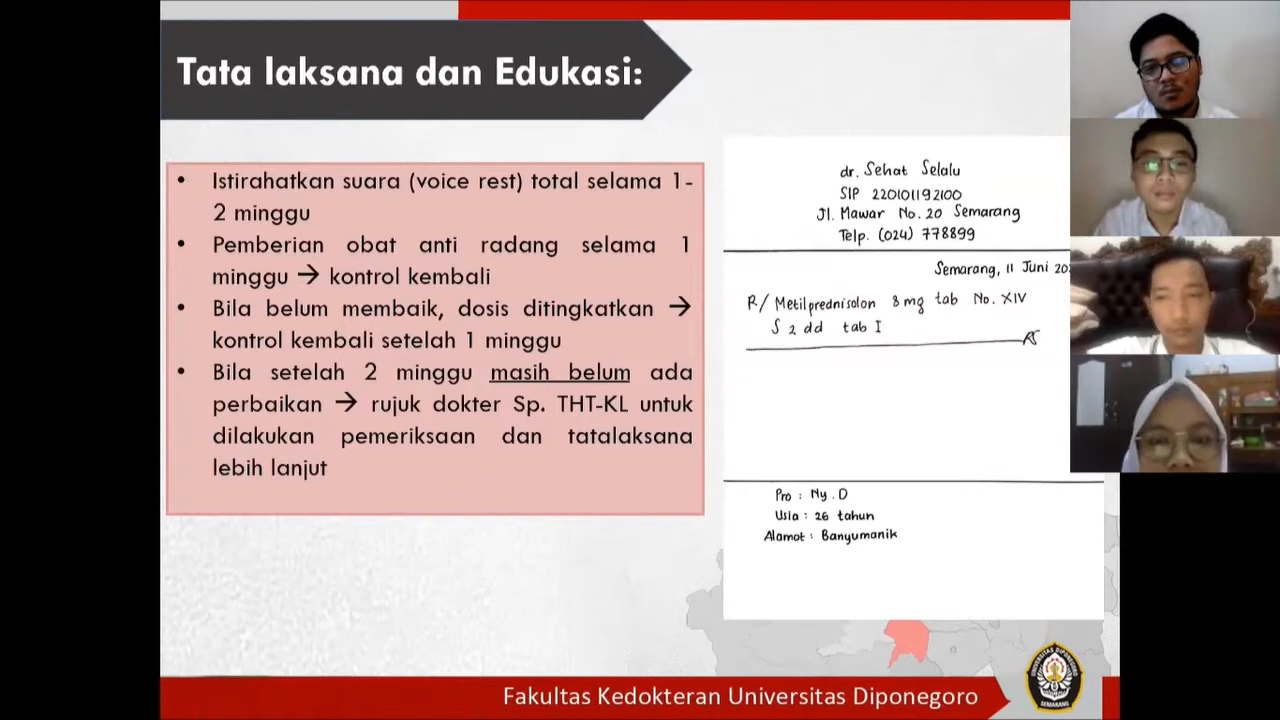 Tata laksana dan Edukasi:
• Istirahatkan suara (voice rest) total selama 1-
2 minggu
• Pemberian obat anti radang selama 1
minggu → kontrol kembali
• Bila belum membaik, dosis ditingkatkan →
kontrol kembali setelah 1 minggu
• Bila setelah 2 minggu masih belum ada
perbaikan → rujuk dokter Sp. THT-KL untuk
dilakukan pemeriksaan dan tatalaksana
lebih lanjut
dr. Sehat Selalu
SIP 220101192100
Jl. Mawar No. 20 Semarang
Telp. (024) 778899
Semarang, 11 Juni
R/ Metilprednisolon 8 mg tab No. XIV
S 2 dd tab I
Pro : Ny. D
Usia : 26 tahun
Alamat : Banyumanik
Fakultas Kedokteran Universitas Diponegoro
UNIVERSITAS DIPONEGORO
SEMARANG